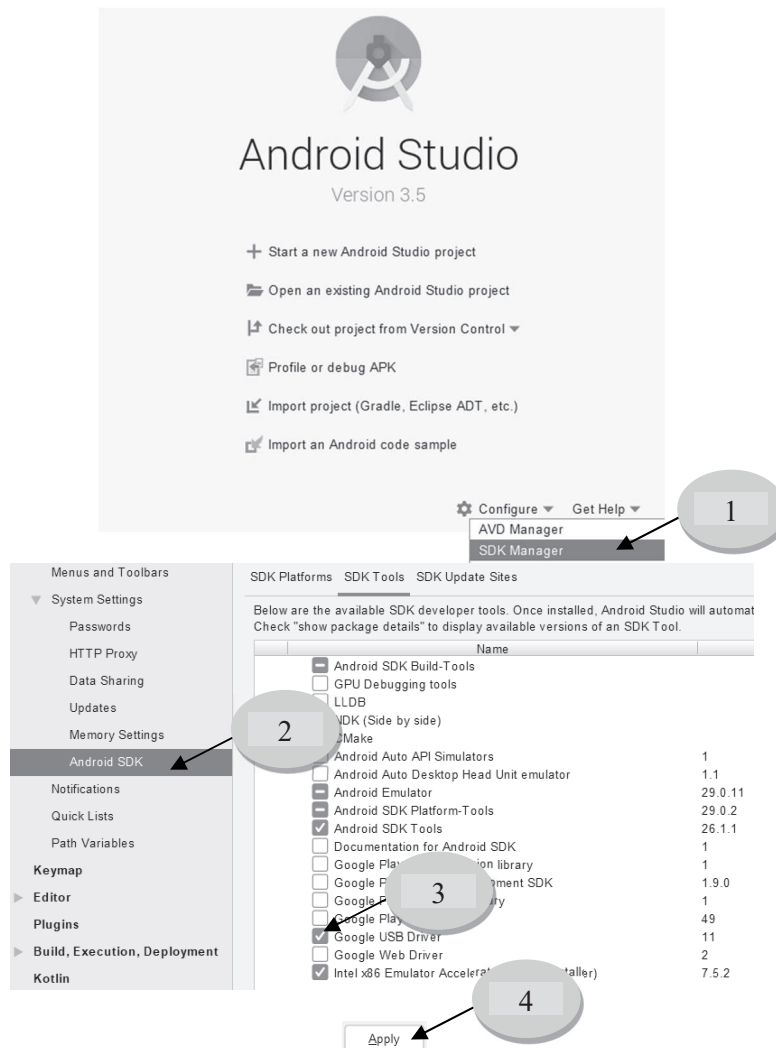 Android Studio
Version 3.5
Start a new Android Studio project
Open an existing Android Studio project
Check out project from Version Control
Profile or debug APK
Import project (Gradle, Eclipse ADT, etc.)
Import an Android code sample
Configure Get Help
1
AVD Manager
SDK Manager
Menus and Toolbars
System Settings
Passwords
HTTP Proxy
Data Sharing
Updates
Memory Settings
Android SDK
Notifications
Quick Lists
Path Variables
Keymap
Editor
Plugins
Build, Execution, Deployment
Kotlin
2
SDK Platforms SDK Tools SDK Update Sites
Below are the available SDK developer tools. Once installed, Android Studio will automat
Check "show package details" to display available versions of an SDK Tool.
Name
Android SDK Build-Tools
GPU Debugging tools
LLDB
NDK (Side by side)
CMake
Android Auto API Simulators 1
Android Auto Desktop Head Unit emulator 1.1
Android Emulator 29.0.11
Android SDK Platform-Tools 29.0.2
Android SDK Tools 26.1.1
Documentation for Android SDK 1
Google library 1
Google SDK 1.9.0
Google 1
Google Play 49
Google USB Driver 11
Google Web Driver 2
Intel x86 Emulator 7.5.2
3
4
Apply